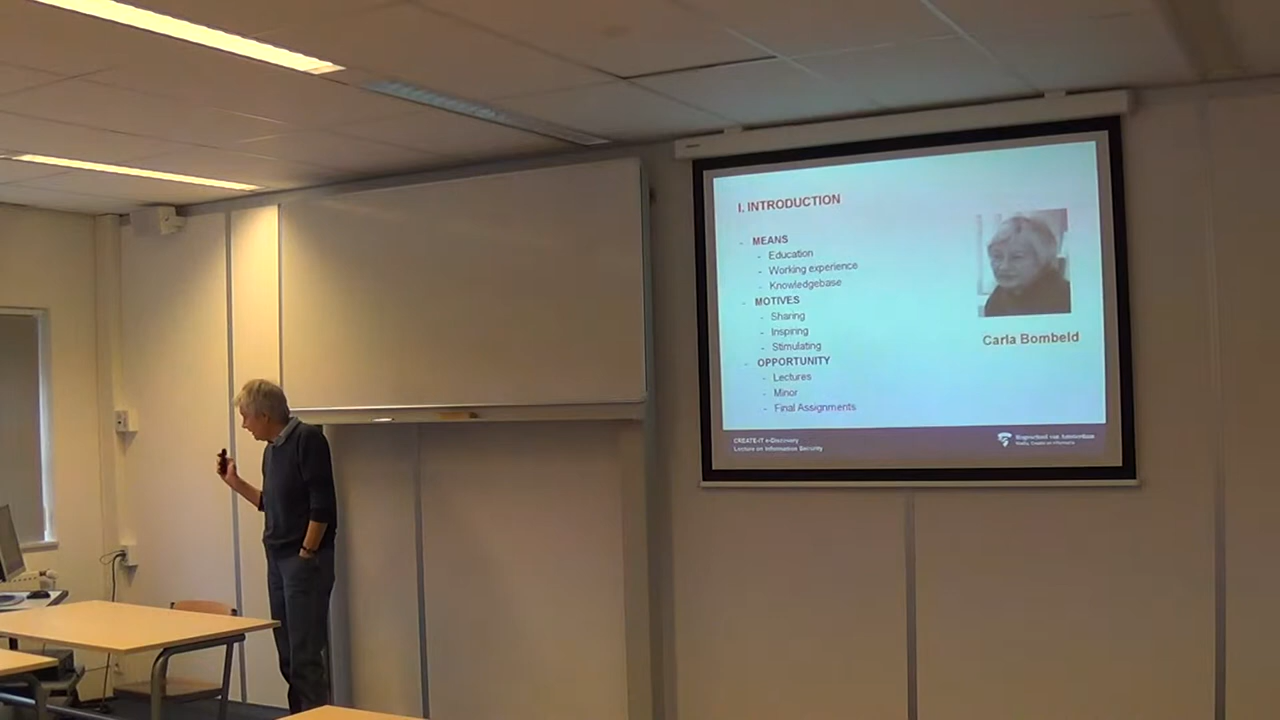 I. INTRODUCTION
- MEANS
- Education
- Working experience
- Knowledgebase
- MOTIVES
- Sharing
- Inspiring
- Stimulating
- OPPORTUNITY
- Lectures
- Minor
- Final Assignments
Carla Bombeld
CREATE-IT e-Discovery
Lecture on Information Security
Hogeschool van Amsterdam